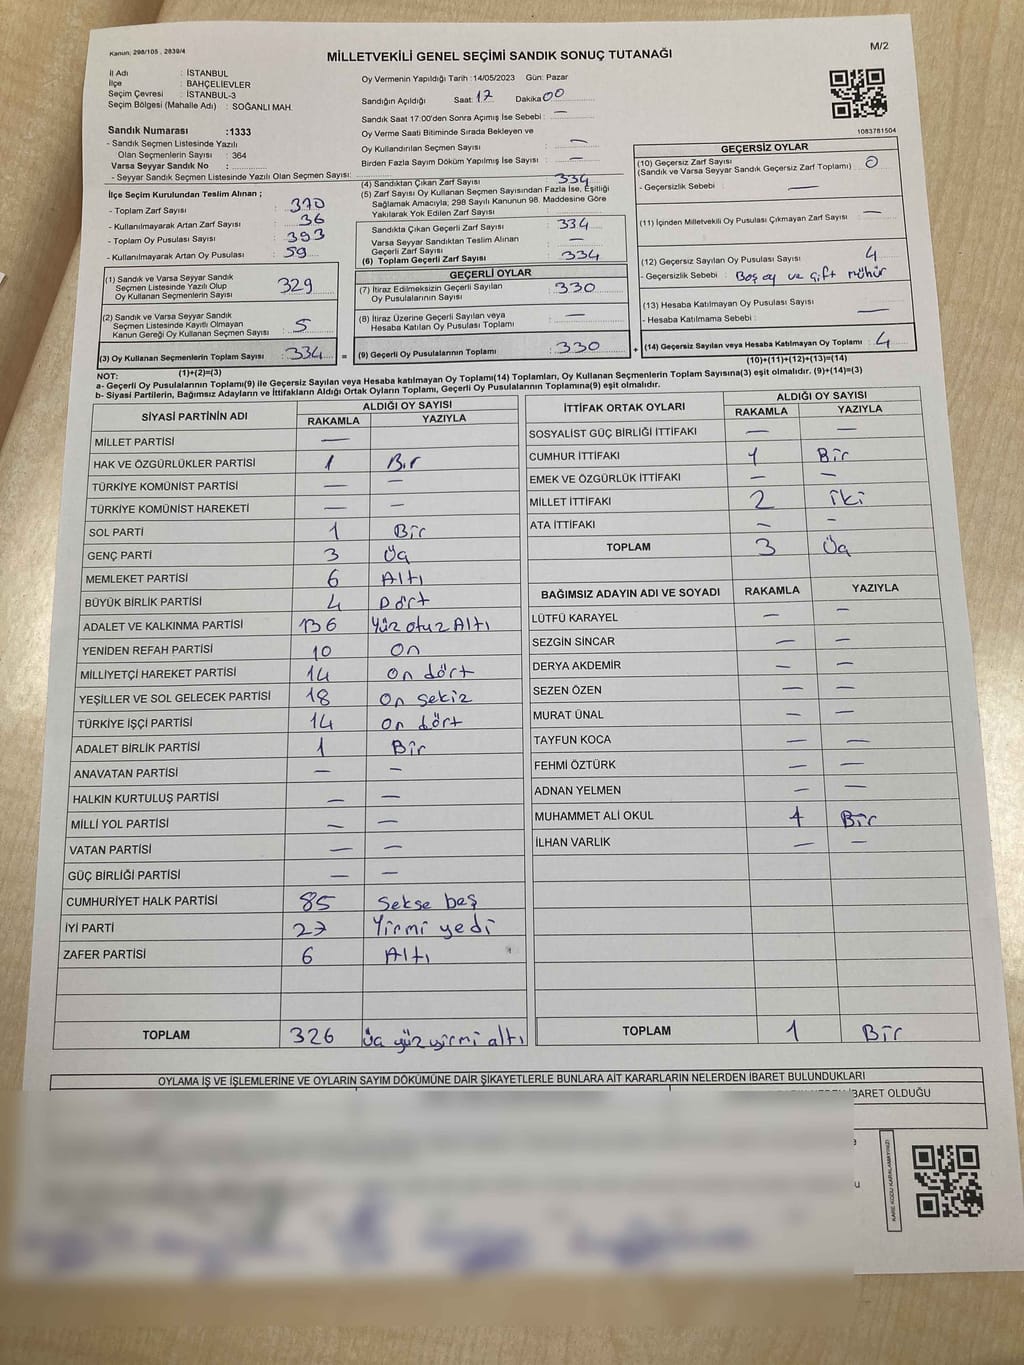 Kanun, 298/105 , 2839/4
MİLLETVEKİLİ GENEL SEÇİMİ SANDIK SONUÇ TUTANAĞI
M/2
İl Adı : İSTANBUL
İlçe : BAHÇELİEVLER
Seçim Çevresi : İSTANBUL-3
Seçim Bölgesi (Mahalle Adı) : SOĞANLI MAH.
Sandık Numarası :1333
- Sandık Seçmen Listesinde Yazılı
Olan Seçmenlerin Sayısı : 364
Varsa Seyyar Sandık No :
- Seyyar Sandık Seçmen Listesinde Yazılı Olan Seçmen Sayısı:
Oy Vermenin Yapıldığı Tarih :14/05/2023 Gün: Pazar
Sandığın Açıldığı Saat: 17 Dakika 00
Sandık Saat 17:00'den Sonra Açımış İse Sebebi : —
Oy Verme Saati Bitiminde Sırada Bekleyen ve
Oy Kullandırılan Seçmen Sayısı : —
Birden Fazla Sayım Döküm Yapılmış İse Sayısı : —
1083781504
İlçe Seçim Kurulundan Teslim Alınan ;
- Toplam Zarf Sayısı : 370
- Kullanılmayarak Artan Zarf Sayısı : 36
- Toplam Oy Pusulası Sayısı : 393
- Kullanılmayarak Artan Oy Pusulası : 59
(1) Sandık ve Varsa Seyyar Sandık
Seçmen Listesinde Yazılı Olup
Oy Kullanan Seçmenlerin Sayısı : 329
(2) Sandık ve Varsa Seyyar Sandık
Seçmen Listesinde Kayıtlı Olmayan
Kanun Gereği Oy Kullanan Seçmen Sayısı : 5
(3) Oy Kullanan Seçmenlerin Toplam Sayısı : 334 =
(1)+(2)=(3)
(4) Sandıktan Çıkan Zarf Sayısı : 334
(5) Zarf Sayısı Oy Kullanan Seçmen Sayısından Fazla İse, Eşitliği
Sağlamak Amacıyla; 298 Sayılı Kanunun 98. Maddesine Göre
Yakılarak Yok Edilen Zarf Sayısı :
Sandıkta Çıkan Geçerli Zarf Sayısı : 334
Varsa Seyyar Sandıktan Teslim Alınan
Geçerli Zarf Sayısı : —
(6) Toplam Geçerli Zarf Sayısı : 334
GEÇERLİ OYLAR
(7) İtiraz Edilmeksizin Geçerli Sayılan
Oy Pusulalarının Sayısı : 330
(8) İtiraz Üzerine Geçerli Sayılan veya
Hesaba Katılan Oy Pusulası Toplamı : —
(9) Geçerli Oy Pusulalarının Toplamı : 330 +
GEÇERSİZ OYLAR
(10) Geçersiz Zarf Sayısı
(Sandık ve Varsa Seyyar Sandık Geçersiz Zarf Toplamı) : 0
- Geçersizlik Sebebi : —
(11) İçinden Milletvekili Oy Pusulası Çıkmayan Zarf Sayısı : —
(12) Geçersiz Sayılan Oy Pusulası Sayısı : 4
- Geçersizlik Sebebi : Boş oy ve çift mühür
(13) Hesaba Katılmayan Oy Pusulası Sayısı :
- Hesaba Katılmama Sebebi : —
(14) Geçersiz Sayılan veya Hesaba Katılmayan Oy Toplamı : 4
(10)+(11)+(12)+(13)=(14)
NOT:
a- Geçerli Oy Pusulalarının Toplamı(9) ile Geçersiz Sayılan veya Hesaba katılmayan Oy Toplamı(14) Toplamları, Oy Kullanan Seçmenlerin Toplam Sayısına(3) eşit olmalıdır. (9)+(14)=(3)
b- Siyasi Partilerin, Bağımsız Adayların ve İttifakların Aldığı Ortak Oyların Toplamı, Geçerli Oy Pusulalarının Toplamına(9) eşit olmalıdır.
SİYASİ PARTİNİN ADI ALDIĞI OY SAYISI
RAKAMLA YAZIYLA
MİLLET PARTİSİ —
HAK VE ÖZGÜRLÜKLER PARTİSİ 1 Bir
TÜRKİYE KOMÜNİST PARTİSİ — —
TÜRKİYE KOMÜNİST HAREKETİ — —
SOL PARTİ 1 Bir
GENÇ PARTİ 3 Üç
MEMLEKET PARTİSİ 6 Altı
BÜYÜK BİRLİK PARTİSİ 4 Dört
ADALET VE KALKINMA PARTİSİ 136 Yüz otuz Altı
YENİDEN REFAH PARTİSİ 10 On
MİLLİYETÇİ HAREKET PARTİSİ 14 On dört
YEŞİLLER VE SOL GELECEK PARTİSİ 18 On sekiz
TÜRKİYE İŞÇİ PARTİSİ 14 On dört
ADALET BİRLİK PARTİSİ 1 Bir
ANAVATAN PARTİSİ — —
HALKIN KURTULUŞ PARTİSİ — —
MİLLİ YOL PARTİSİ — —
VATAN PARTİSİ — —
GÜÇ BİRLİĞİ PARTİSİ — —
CUMHURİYET HALK PARTİSİ 85 Sekse beş
İYİ PARTİ 27 Yirmi yedi
ZAFER PARTİSİ 6 Altı
TOPLAM 326 Üç yüz yirmi altı
İTTİFAK ORTAK OYLARI ALDIĞI OY SAYISI
RAKAMLA YAZIYLA
SOSYALİST GÜÇ BİRLİĞİ İTTİFAKI — —
CUMHUR İTTİFAKI 1 Bir
EMEK VE ÖZGÜRLÜK İTTİFAKI — —
MİLLET İTTİFAKI 2 İki
ATA İTTİFAKI — —
TOPLAM 3 Üç
BAĞIMSIZ ADAYIN ADI VE SOYADI RAKAMLA YAZIYLA
LÜTFÜ KARAYEL — —
SEZGİN SİNCAR — —
DERYA AKDEMİR — —
SEZEN ÖZEN — —
MURAT ÜNAL — —
TAYFUN KOCA — —
FEHMİ ÖZTÜRK — —
ADNAN YELMEN — —
MUHAMMET ALİ OKUL 1 Bir
İLHAN VARLIK — —
TOPLAM 1 Bir
OYLAMA İŞ VE İŞLEMLERİNE VE OYLARIN SAYIM DÖKÜMÜNE DAİR ŞİKAYETLERLE BUNLARA AİT KARARLARIN NELERDEN İBARET BULUNDUKLARI
İBARET OLDUĞU
KARE KODU KARALAMAYINIZ!